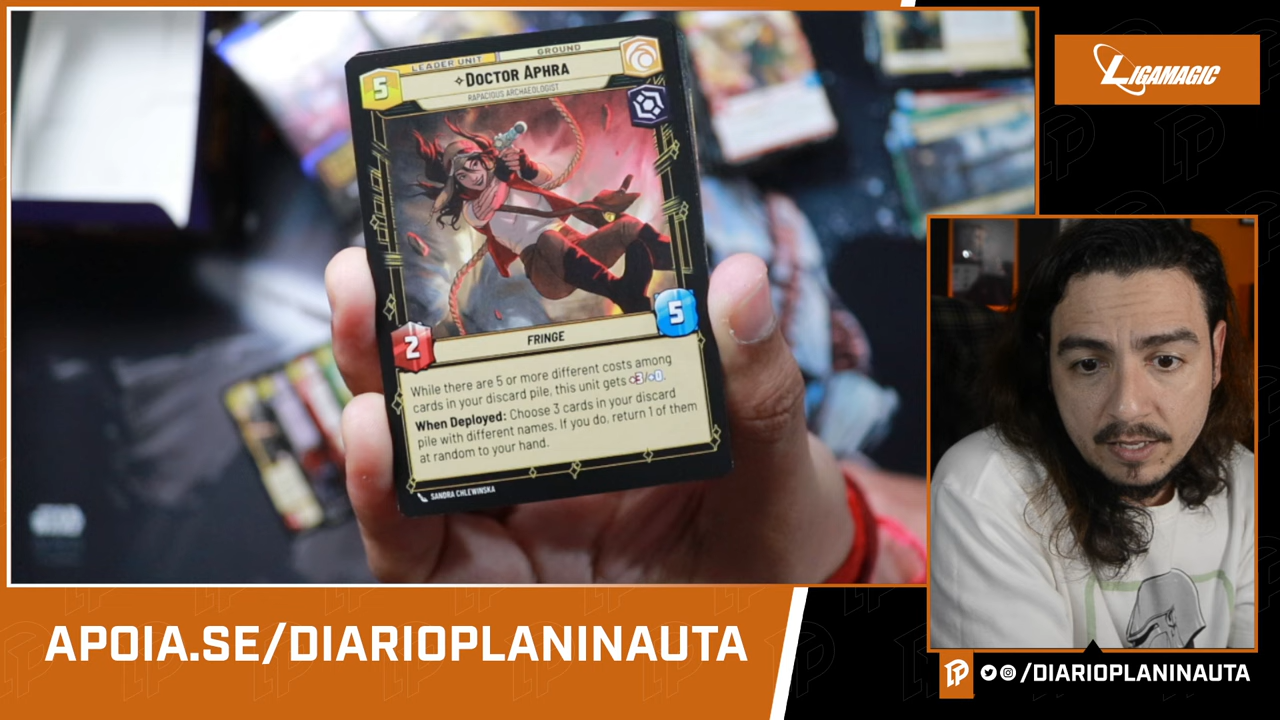 LEADER UNIT
GROUND
5
DOCTOR APHRA
RAPACIOUS ARCHAEOLOGIST
2
FRINGE
5
While there are 5 or more different costs among
cards in your discard pile, this unit gets +3/+0.
When Deployed: Choose 3 cards in your discard
pile with different names. If you do, return 1 of them
at random to your hand.
SANDRA CHLEWINSKA
LIGAMAGIC
APOIA.SE/DIARIOPLANINAUTA
/DIARIOPLANINAUTA